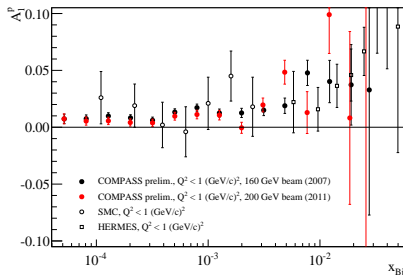 A₁ᵖ
0.10
0.05
0.00
-0.05
-0.10
COMPASS prelim., Q² < 1 (GeV/c)², 160 GeV beam (2007)
COMPASS prelim., Q² < 1 (GeV/c)², 200 GeV beam (2011)
SMC, Q² < 1 (GeV/c)²
HERMES, Q² < 1 (GeV/c)²
10⁻⁴ 10⁻³ 10⁻² x_Bj